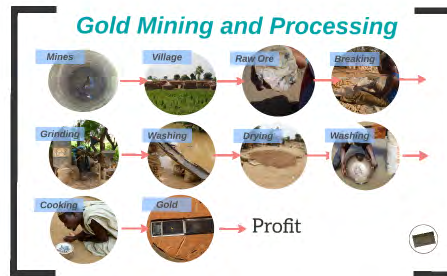 Gold Mining and Processing
Mines
Village
Raw Ore
Breaking
Grinding
Washing
Drying
Washing
Cooking
Gold
Profit